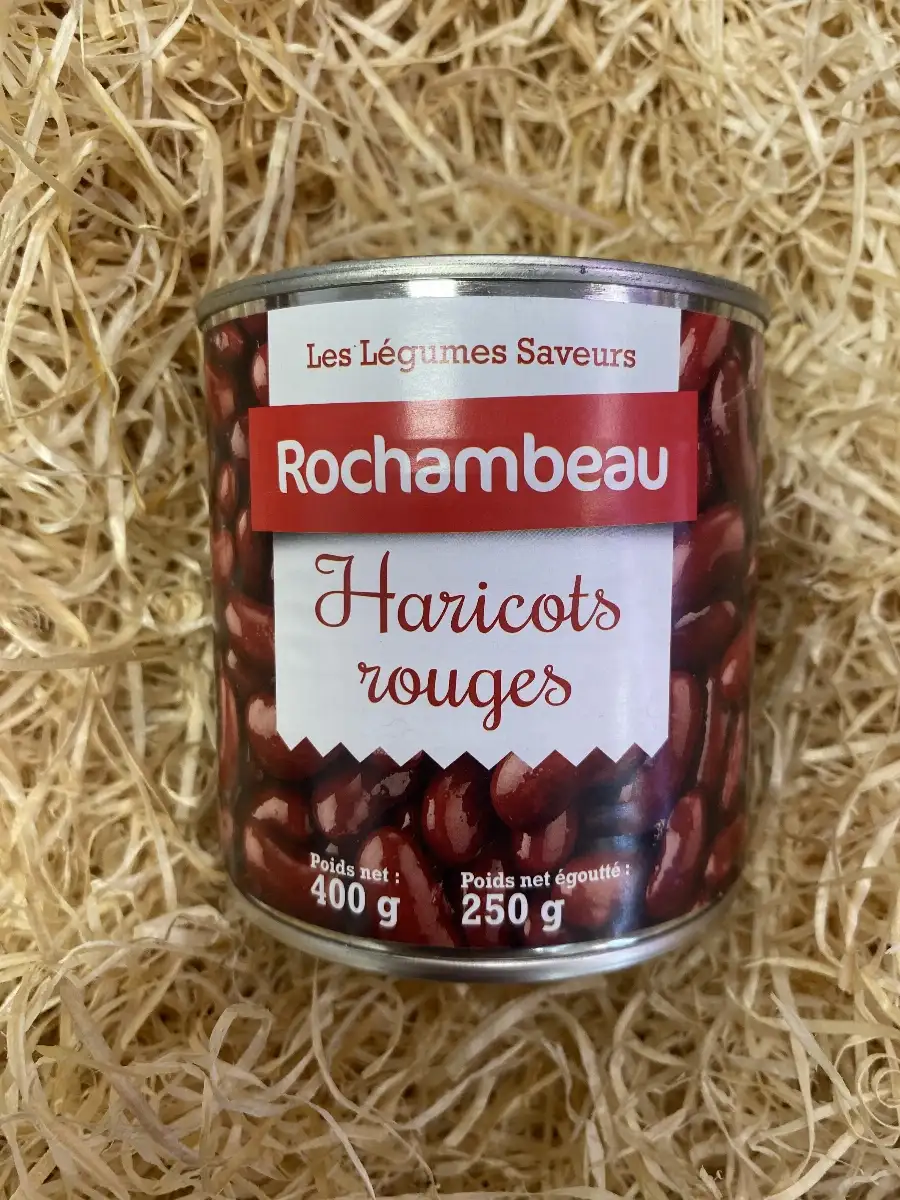 Les Légumes Saveurs
Rochambeau
Haricots
rouges
Poids net :
400 g
Poids net égoutté :
250 g